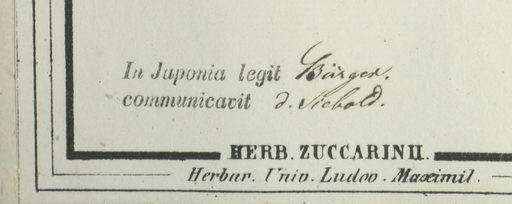 In Japonia legit Bürger.
communicavit d. Siebold.
HERB. ZUCCARINII.
Herbar. Univ. Ludov. Maximil.